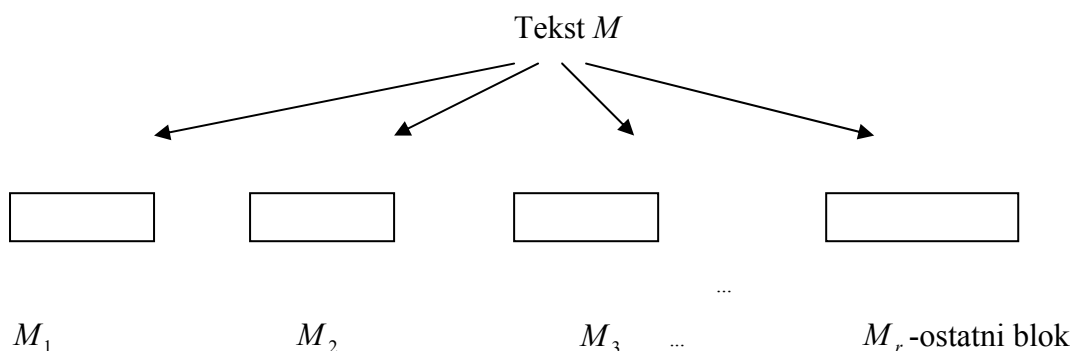 Tekst M
...
M₁ M₂ M₃ ... Mᵣ-ostatni blok